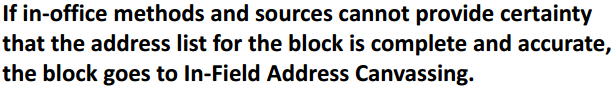 If in-office methods and sources cannot provide certainty
that the address list for the block is complete and accurate,
the block goes to In-Field Address Canvassing.